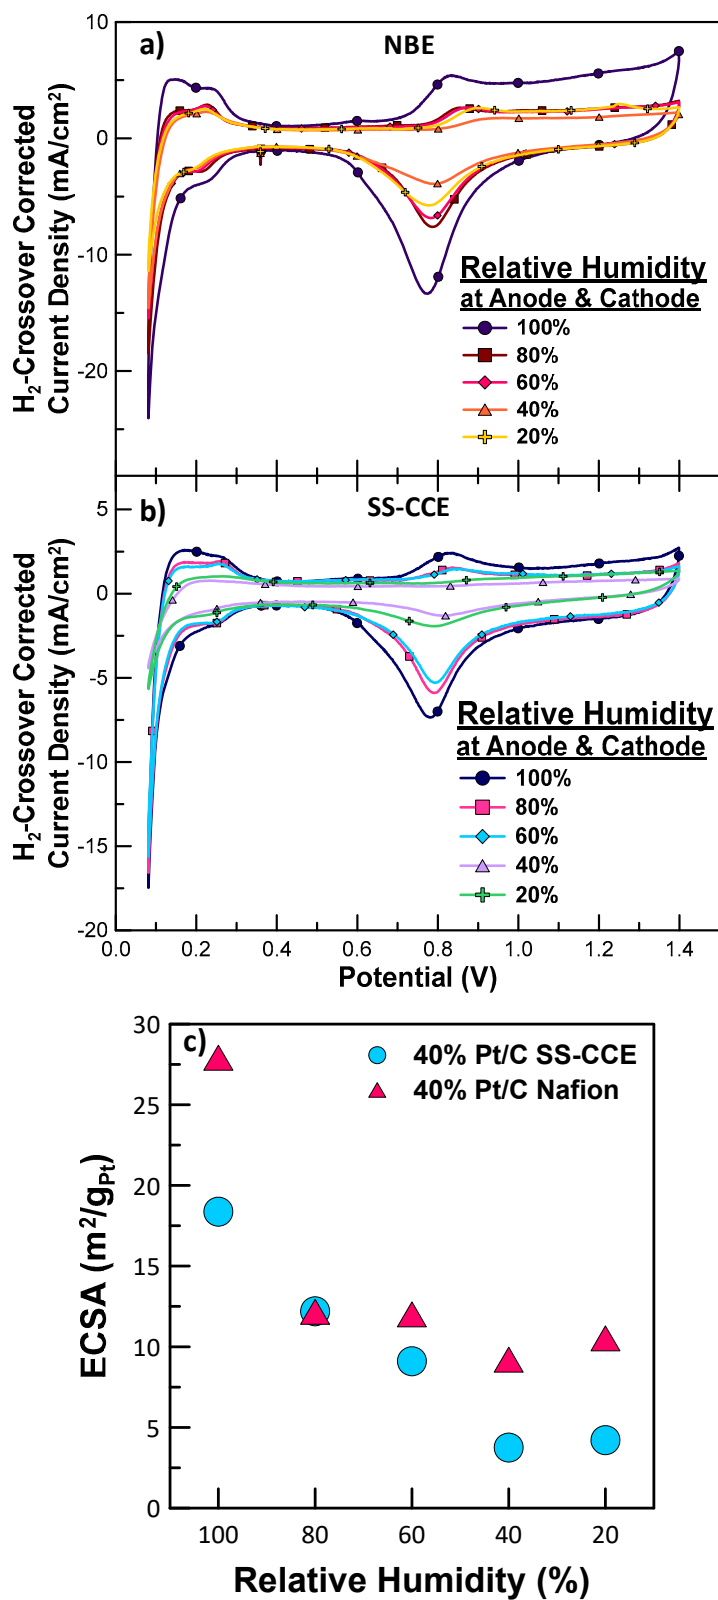 a)
NBE
10
0
-10
-20
H2-Crossover Corrected
Current Density (mA/cm²)
Relative Humidity
at Anode & Cathode
100%
80%
60%
40%
20%
b)
SS-CCE
5
0
-5
-10
-15
-20
H2-Crossover Corrected
Current Density (mA/cm²)
Relative Humidity
at Anode & Cathode
100%
80%
60%
40%
20%
0.0 0.2 0.4 0.6 0.8 1.0 1.2 1.4
Potential (V)
c)
40% Pt/C SS-CCE
40% Pt/C Nafion
30
25
20
15
10
5
0
ECSA (m²/gPt)
100 80 60 40 20
Relative Humidity (%)